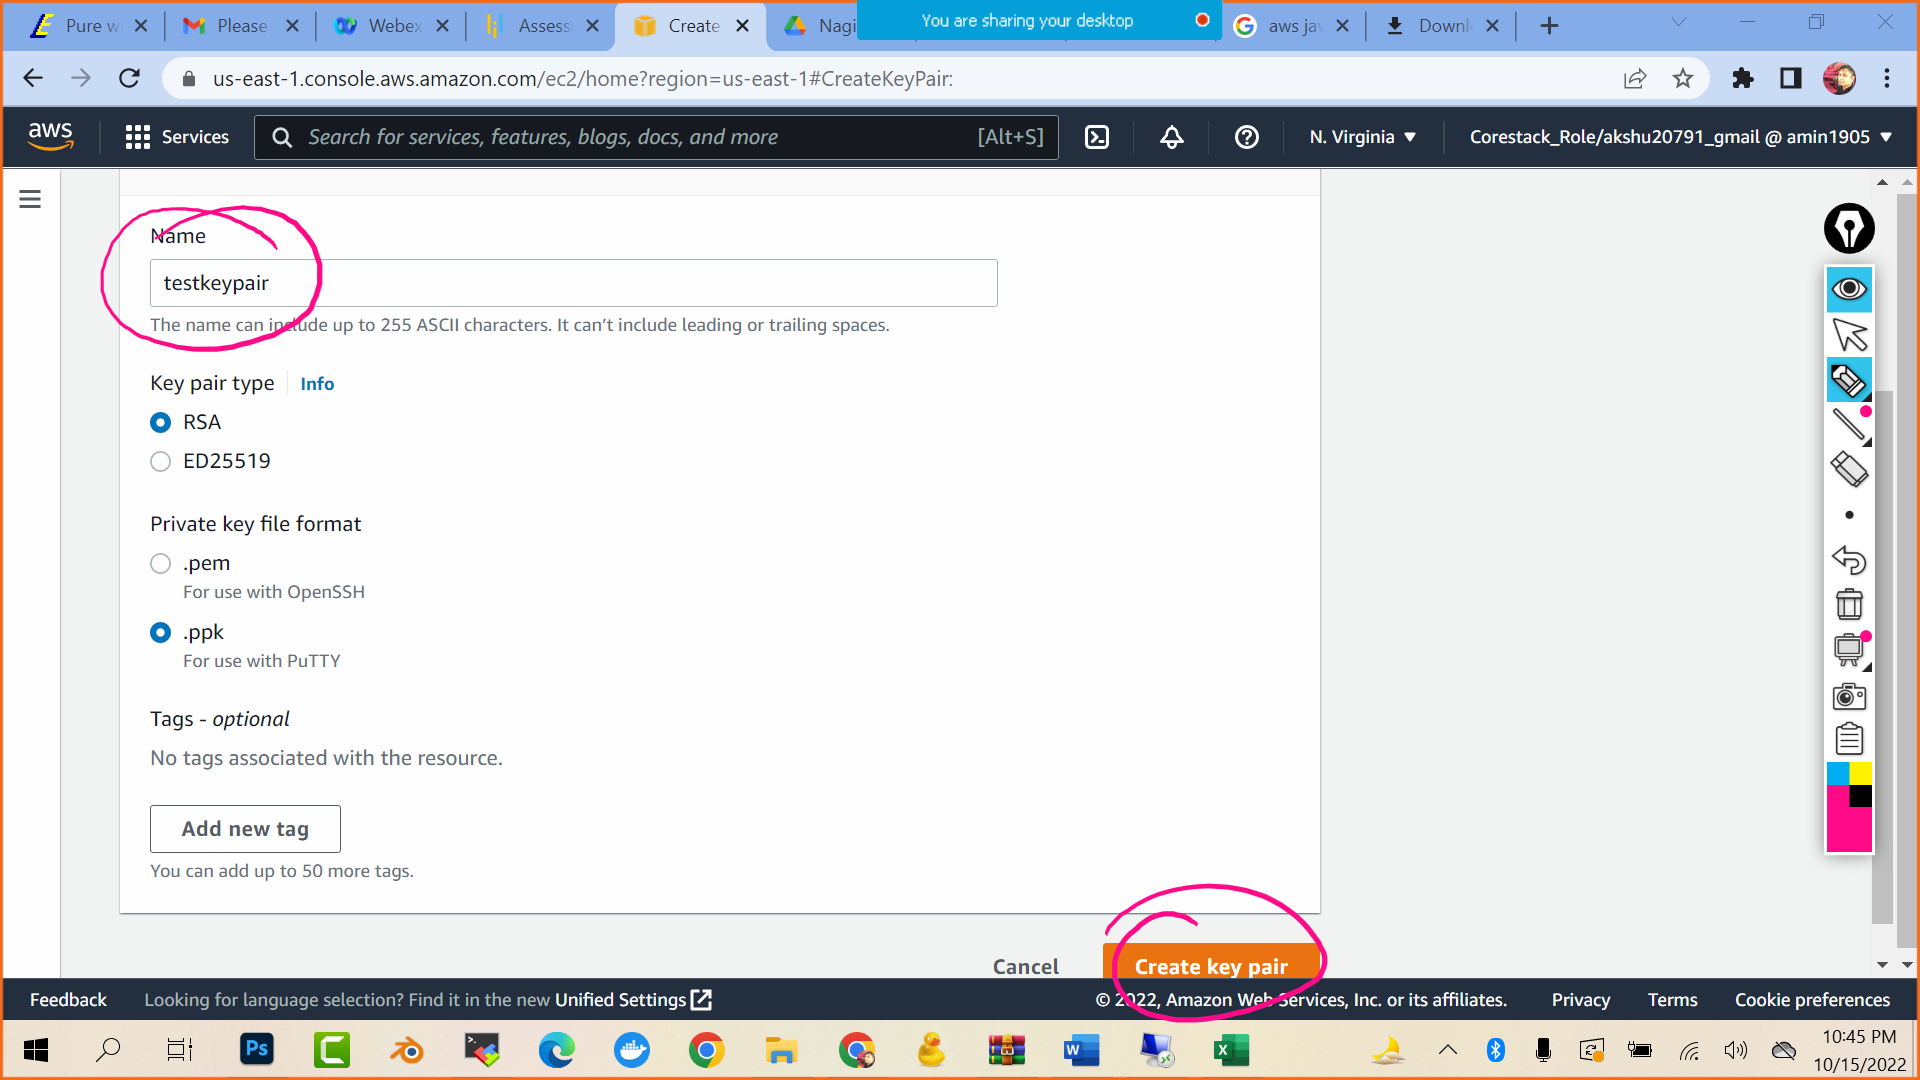 Pure w
Please
Webex
Assess
Create
Nagi
You are sharing your desktop
aws jav
Downl
us-east-1.console.aws.amazon.com/ec2/home?region=us-east-1#CreateKeyPair:
aws
Services
Search for services, features, blogs, docs, and more
[Alt+S]
N. Virginia
Corestack_Role/akshu20791_gmail @ amin1905
Name
testkeypair
The name can include up to 255 ASCII characters. It can’t include leading or trailing spaces.
Key pair type
Info
RSA
ED25519
Private key file format
.pem
For use with OpenSSH
.ppk
For use with PuTTY
Tags - optional
No tags associated with the resource.
Add new tag
You can add up to 50 more tags.
Cancel
Create key pair
Feedback
Looking for language selection? Find it in the new Unified Settings
© 2022, Amazon Web Services, Inc. or its affiliates.
Privacy
Terms
Cookie preferences
Ps
10:45 PM
10/15/2022